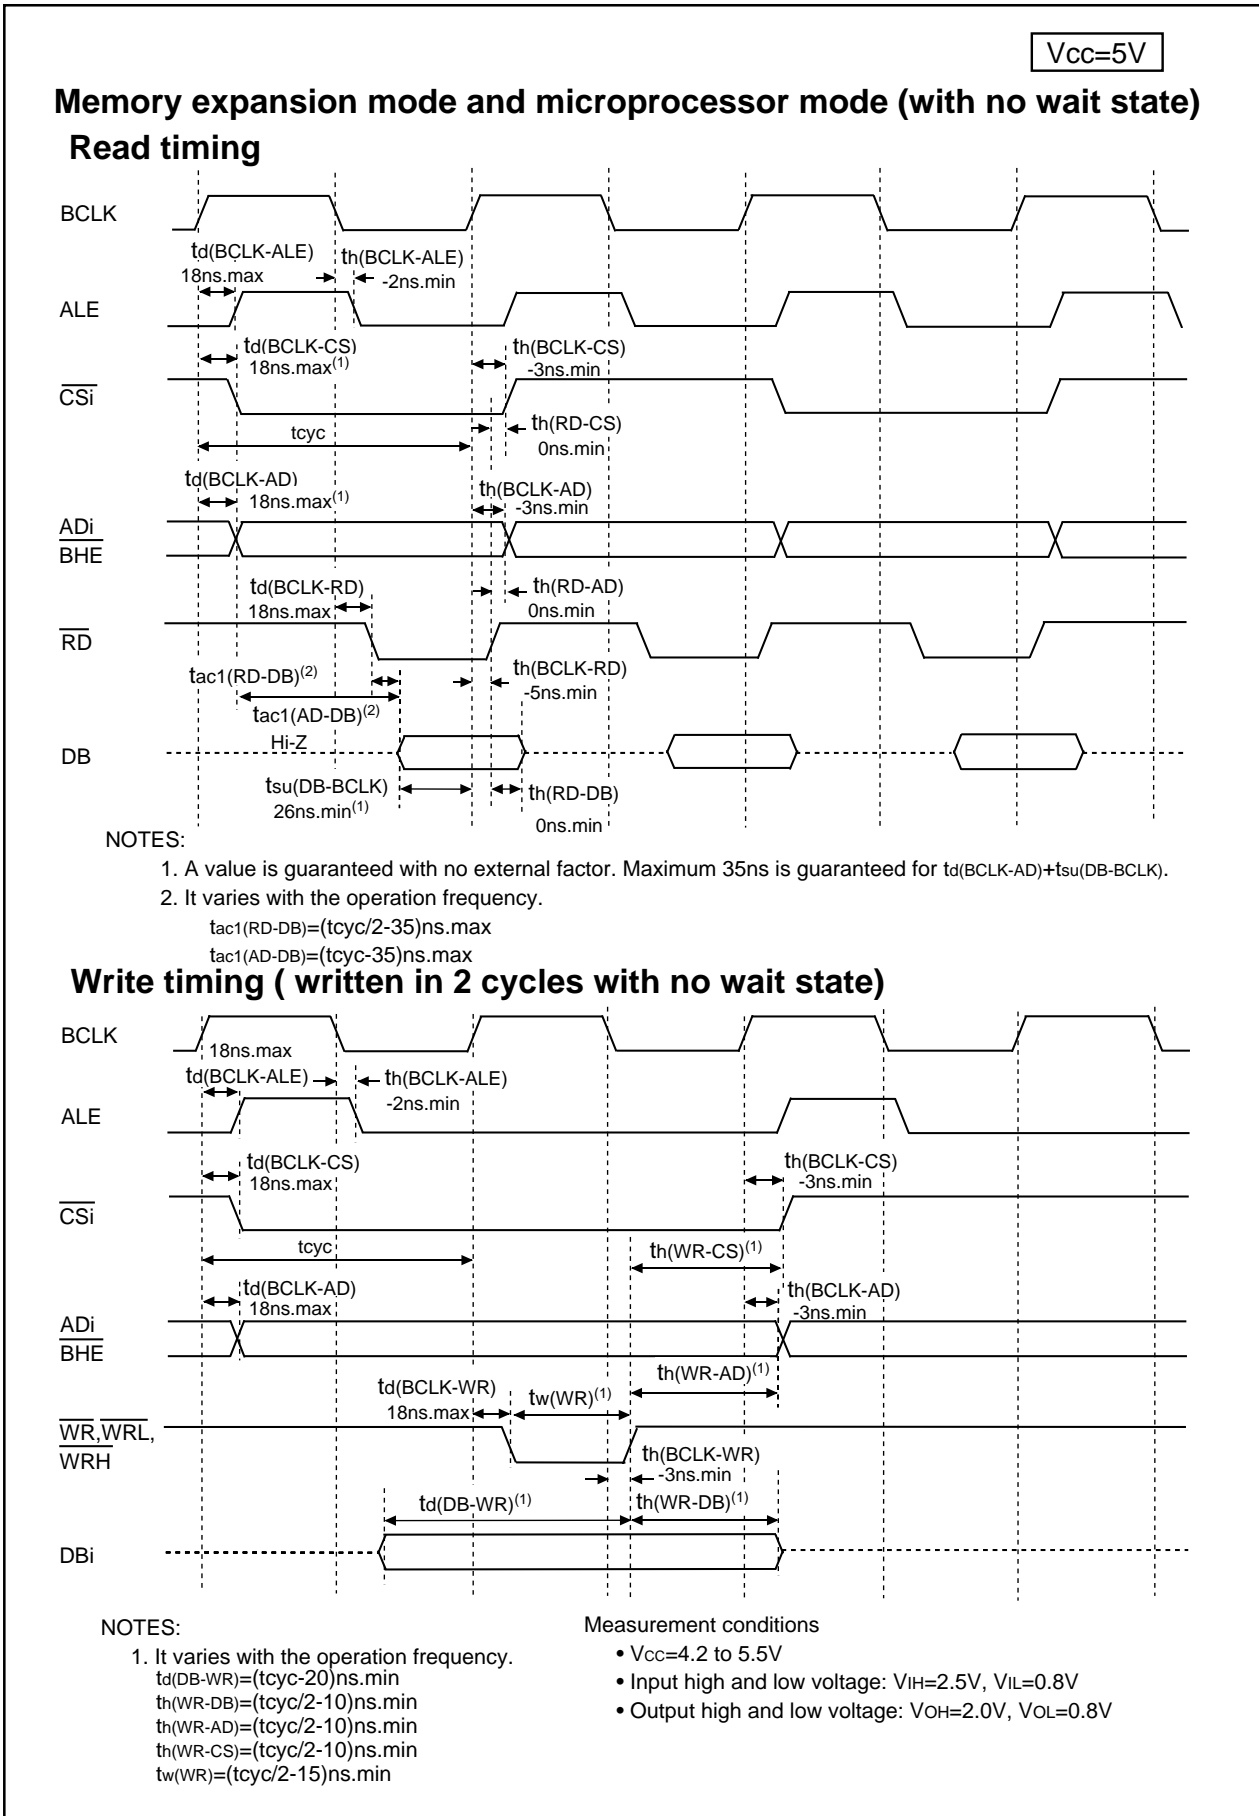 Vcc=5V
Memory expansion mode and microprocessor mode (with no wait state)
Read timing
BCLK
td(BCLK-ALE)
18ns.max
th(BCLK-ALE)
-2ns.min
ALE
td(BCLK-CS)
18ns.max(1)
th(BCLK-CS)
-3ns.min
CSi
tcyc
th(RD-CS)
0ns.min
td(BCLK-AD)
18ns.max(1)
th(BCLK-AD)
-3ns.min
ADi
BHE
td(BCLK-RD)
18ns.max
th(RD-AD)
0ns.min
RD
tac1(RD-DB)(2)
th(BCLK-RD)
-5ns.min
tac1(AD-DB)(2)
Hi-Z
DB
tsu(DB-BCLK)
26ns.min(1)
th(RD-DB)
0ns.min
NOTES:
1. A value is guaranteed with no external factor. Maximum 35ns is guaranteed for td(BCLK-AD)+tsu(DB-BCLK).
2. It varies with the operation frequency.
tac1(RD-DB)=(tcyc/2-35)ns.max
tac1(AD-DB)=(tcyc-35)ns.max
Write timing ( written in 2 cycles with no wait state)
BCLK
18ns.max
td(BCLK-ALE)
th(BCLK-ALE)
-2ns.min
ALE
td(BCLK-CS)
18ns.max
th(BCLK-CS)
-3ns.min
CSi
tcyc
th(WR-CS)(1)
td(BCLK-AD)
18ns.max
th(BCLK-AD)
-3ns.min
ADi
BHE
th(WR-AD)(1)
td(BCLK-WR)
18ns.max
tw(WR)(1)
WR,WRL,
WRH
th(BCLK-WR)
-3ns.min
td(DB-WR)(1)
th(WR-DB)(1)
DBi
NOTES:
1. It varies with the operation frequency.
td(DB-WR)=(tcyc-20)ns.min
th(WR-DB)=(tcyc/2-10)ns.min
th(WR-AD)=(tcyc/2-10)ns.min
th(WR-CS)=(tcyc/2-10)ns.min
tw(WR)=(tcyc/2-15)ns.min
Measurement conditions
• VCC=4.2 to 5.5V
• Input high and low voltage: VIH=2.5V, VIL=0.8V
• Output high and low voltage: VOH=2.0V, VOL=0.8V